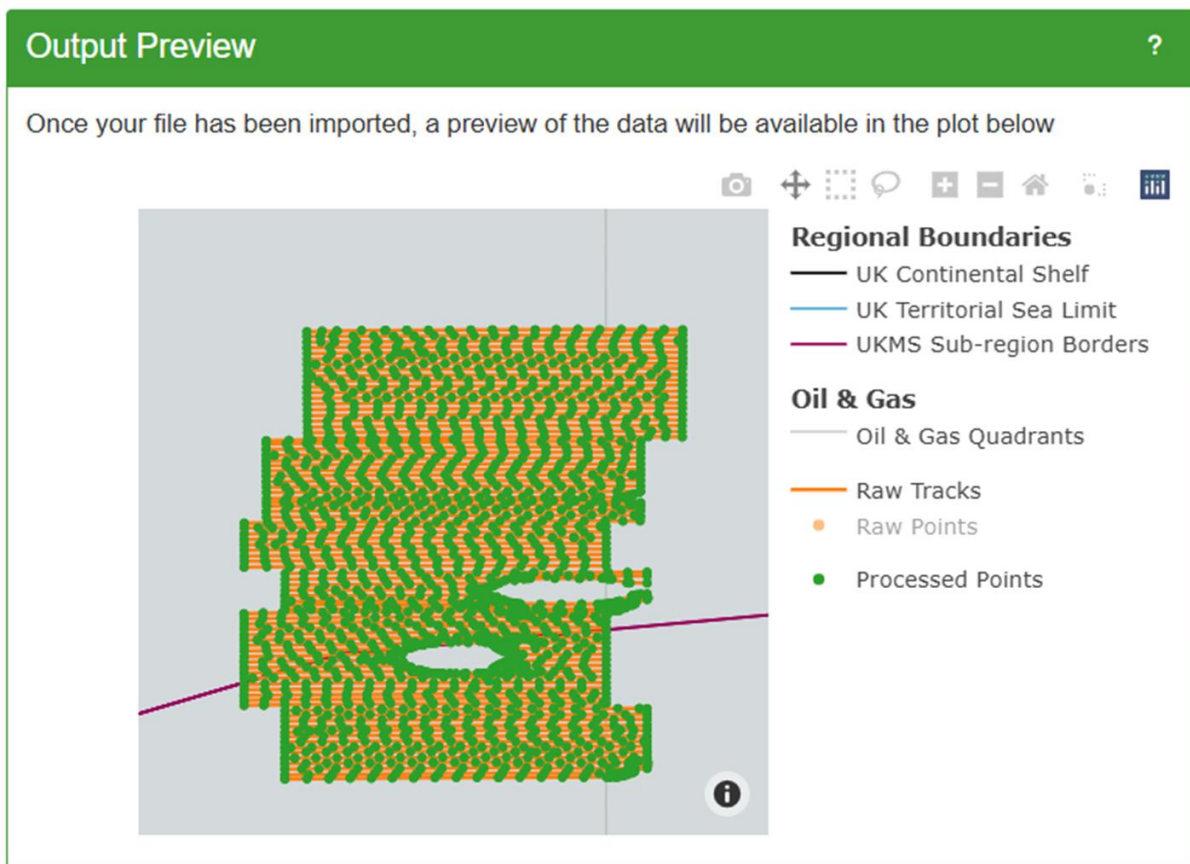 Output Preview
?
Once your file has been imported, a preview of the data will be available in the plot below
Regional Boundaries
UK Continental Shelf
UK Territorial Sea Limit
UKMS Sub-region Borders
Oil & Gas
Oil & Gas Quadrants
Raw Tracks
Raw Points
Processed Points